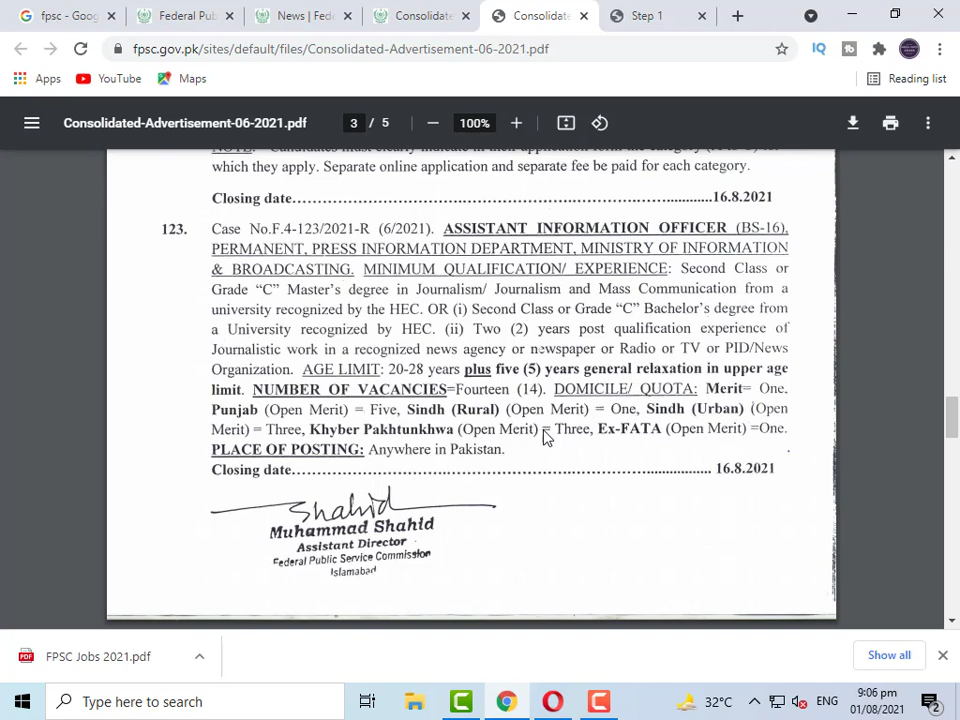 fpsc - Goog
Federal Pub
News | Fede
Consolidate
Consolidate
Step 1
fpsc.gov.pk/sites/default/files/Consolidated-Advertisement-06-2021.pdf
IQ
Apps
YouTube
Maps
Reading list
Consolidated-Advertisement-06-2021.pdf
3 / 5
100%
which they apply. Separate online application and separate fee be paid for each category.
Closing date……………………………………………………...........16.8.2021
123. Case No.F.4-123/2021-R (6/2021). ASSISTANT INFORMATION OFFICER (BS-16),
PERMANENT, PRESS INFORMATION DEPARTMENT, MINISTRY OF INFORMATION
& BROADCASTING. MINIMUM QUALIFICATION/ EXPERIENCE: Second Class or
Grade “C” Master’s degree in Journalism/ Journalism and Mass Communication from a
university recognized by the HEC. OR (i) Second Class or Grade “C” Bachelor’s degree from
a University recognized by HEC. (ii) Two (2) years post qualification experience of
Journalistic work in a recognized news agency or newspaper or Radio or TV or PID/News
Organization. AGE LIMIT: 20-28 years plus five (5) years general relaxation in upper age
limit. NUMBER OF VACANCIES=Fourteen (14). DOMICILE/ QUOTA: Merit= One,
Punjab (Open Merit) = Five, Sindh (Rural) (Open Merit) = One, Sindh (Urban) (Open
Merit) = Three, Khyber Pakhtunkhwa (Open Merit) = Three, Ex-FATA (Open Merit) =One.
PLACE OF POSTING: Anywhere in Pakistan.
Closing date……………………………………………………................ 16.8.2021
Shahid
Muhammad Shahid
Assistant Director
Federal Public Service Commission
Islamabad
FPSC Jobs 2021.pdf
Show all
Type here to search
32°C
ENG
9:06 pm
01/08/2021
2